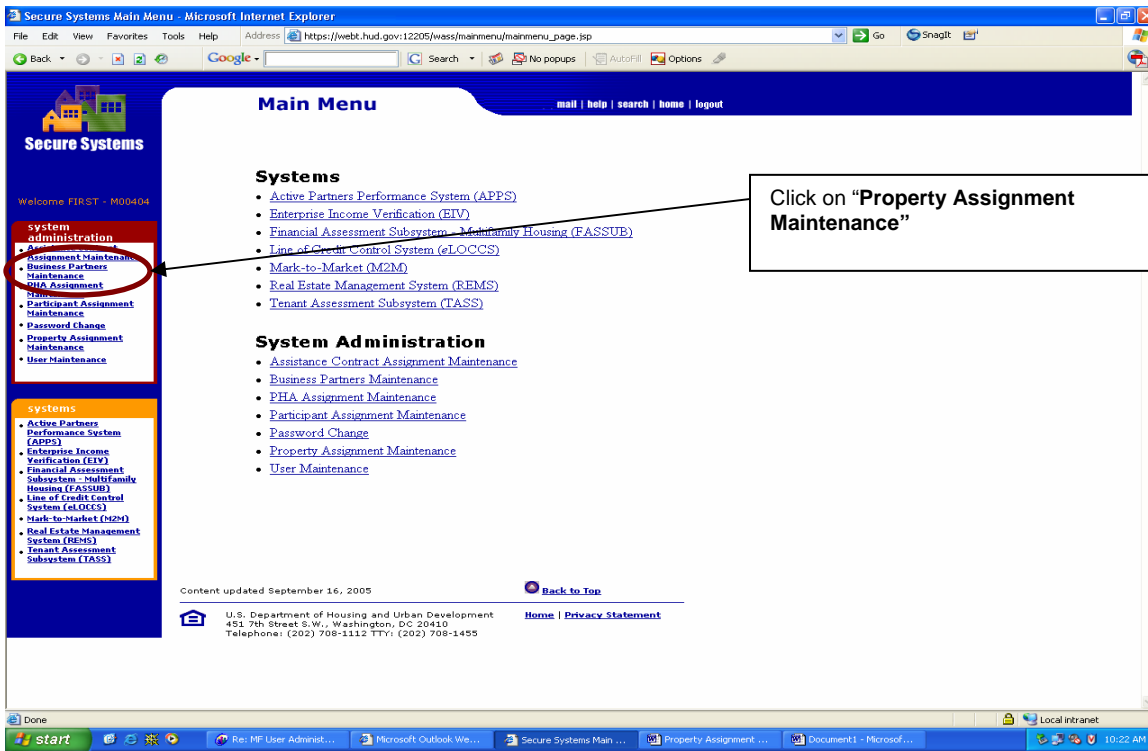 Secure Systems Main Menu - Microsoft Internet Explorer
File Edit View Favorites Tools Help Address https://webt.hud.gov:12205/wass/mainmenu/mainmenu_page.jsp Go SnagIt
Back Google Search No popups AutoFill Options
Main Menu
mail | help | search | home | logout
Secure Systems
Welcome FIRST - M00404
system
administration
Assignment Maintenance
Business Partners
Maintenance
PHA Assignment
Maintenance
Participant Assignment
Maintenance
Password Change
Property Assignment
Maintenance
User Maintenance
systems
Active Partners
Performance System
(APPS)
Enterprise Income
Verification (EIV)
Financial Assessment
Subsystem - Multifamily
Housing (FASSUB)
Line of Credit Control
System (eLOCCS)
Mark-to-Market (M2M)
Real Estate Management
System (REMS)
Tenant Assessment
Subsystem (TASS)
Systems
• Active Partners Performance System (APPS)
• Enterprise Income Verification (EIV)
• Financial Assessment Subsystem - Multifamily Housing (FASSUB)
• Line of Credit Control System (eLOCCS)
• Mark-to-Market (M2M)
• Real Estate Management System (REMS)
• Tenant Assessment Subsystem (TASS)
System Administration
• Assistance Contract Assignment Maintenance
• Business Partners Maintenance
• PHA Assignment Maintenance
• Participant Assignment Maintenance
• Password Change
• Property Assignment Maintenance
• User Maintenance
Click on “Property Assignment
Maintenance”
Content updated September 16, 2005
Back to Top
U.S. Department of Housing and Urban Development
451 7th Street S.W., Washington, DC 20410
Telephone: (202) 708-1112 TTY: (202) 708-1455
Home | Privacy Statement
Done
Local intranet
start Re: MF User Administ... Microsoft Outlook We... Secure Systems Main ... Property Assignment ... Document1 - Microsof... 10:22 AM